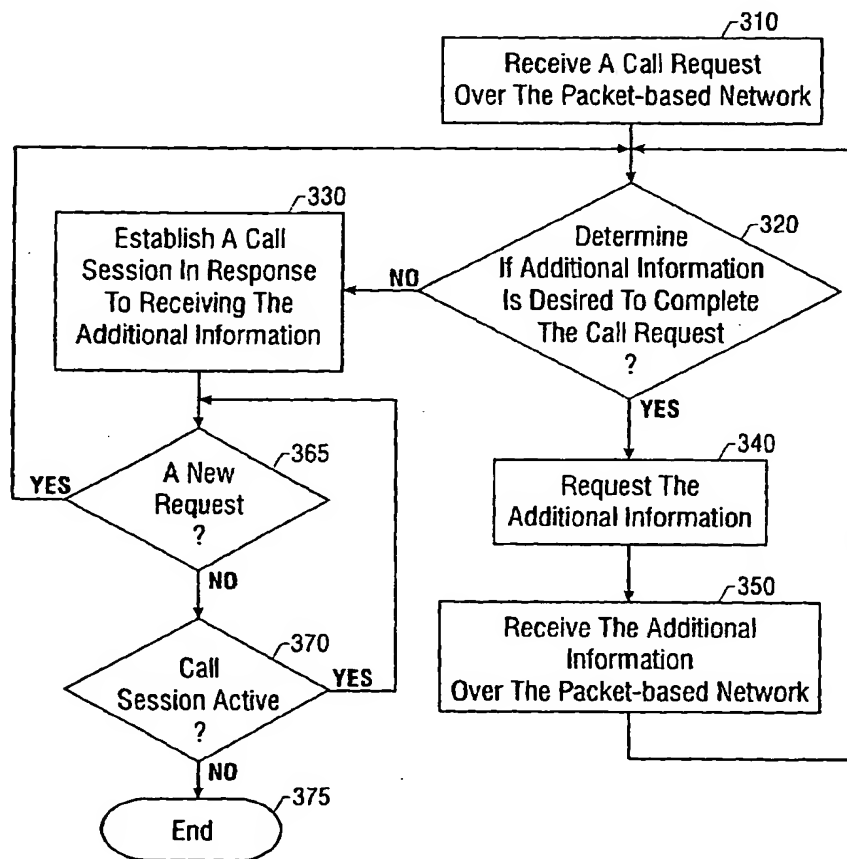 310
Receive A Call Request
Over The Packet-based Network
330
Establish A Call
Session In Response
To Receiving The
Additional Information
NO
320
Determine
If Additional Information
Is Desired To Complete
The Call Request
?
YES
340
Request The
Additional Information
350
Receive The Additional
Information
Over The Packet-based Network
365
A New
Request
?
YES
NO
370
Call
Session Active
?
YES
NO
375
End